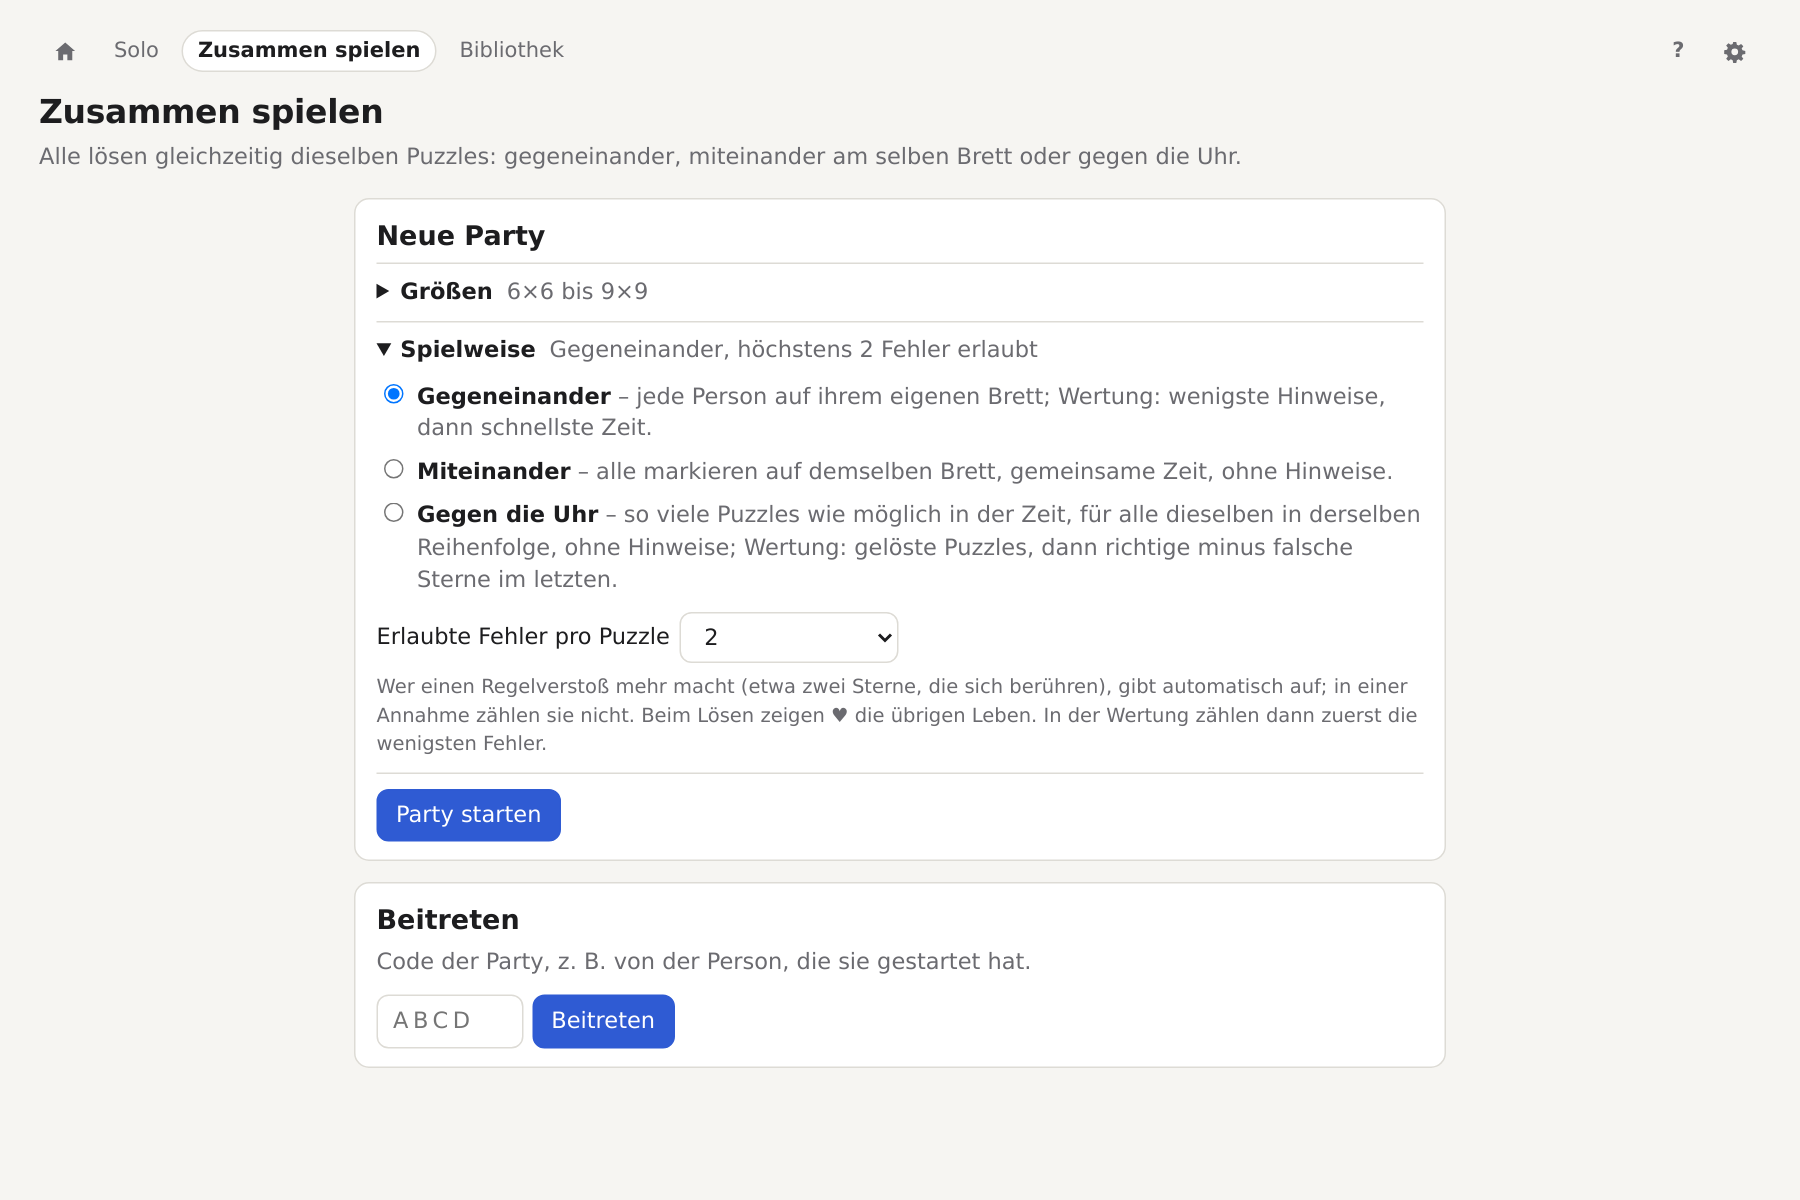 Solo Zusammen spielen Bibliothek ?
Zusammen spielen
Alle lösen gleichzeitig dieselben Puzzles: gegeneinander, miteinander am selben Brett oder gegen die Uhr.
Neue Party
Größen 6×6 bis 9×9
Spielweise Gegeneinander, höchstens 2 Fehler erlaubt
Gegeneinander – jede Person auf ihrem eigenen Brett; Wertung: wenigste Hinweise,
dann schnellste Zeit.
Miteinander – alle markieren auf demselben Brett, gemeinsame Zeit, ohne Hinweise.
Gegen die Uhr – so viele Puzzles wie möglich in der Zeit, für alle dieselben in derselben
Reihenfolge, ohne Hinweise; Wertung: gelöste Puzzles, dann richtige minus falsche
Sterne im letzten.
Erlaubte Fehler pro Puzzle 2
Wer einen Regelverstoß mehr macht (etwa zwei Sterne, die sich berühren), gibt automatisch auf; in einer
Annahme zählen sie nicht. Beim Lösen zeigen ♥ die übrigen Leben. In der Wertung zählen dann zuerst die
wenigsten Fehler.
Party starten
Beitreten
Code der Party, z. B. von der Person, die sie gestartet hat.
ABCD Beitreten